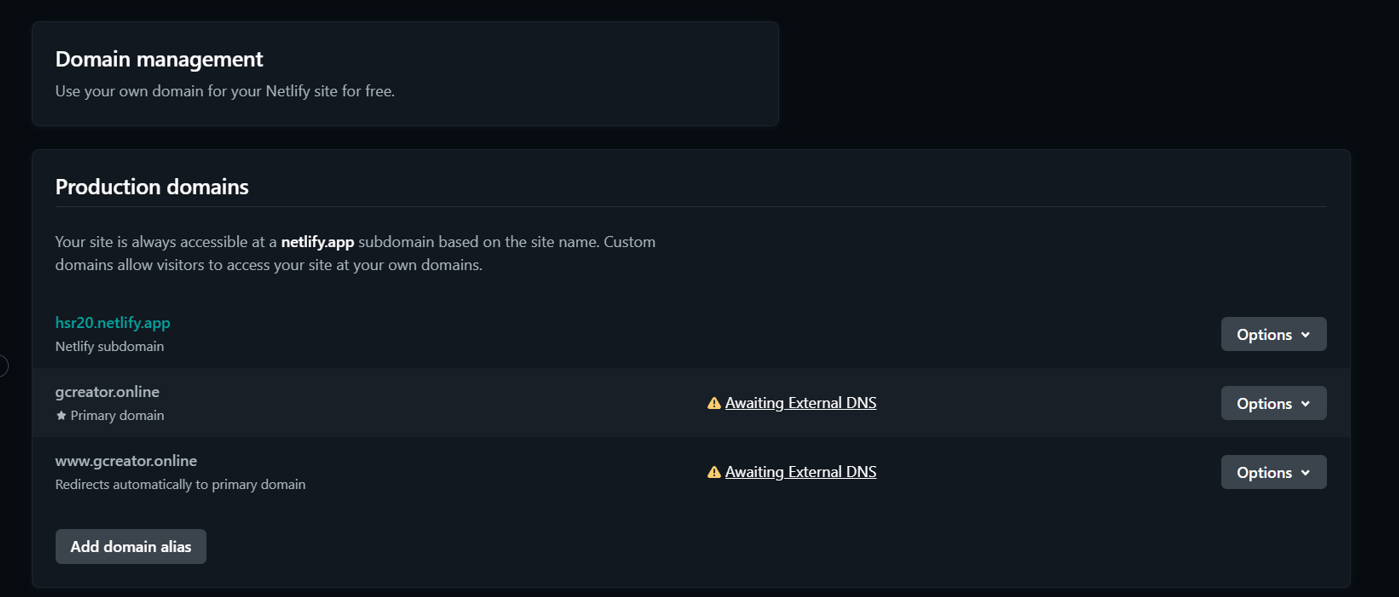 Domain management
Use your own domain for your Netlify site for free.
Production domains
Your site is always accessible at a netlify.app subdomain based on the site name. Custom
domains allow visitors to access your site at your own domains.
hsr20.netlify.app
Netlify subdomain
Options
gcreator.online
Primary domain
Awaiting External DNS
Options
www.gcreator.online
Redirects automatically to primary domain
Awaiting External DNS
Options
Add domain alias